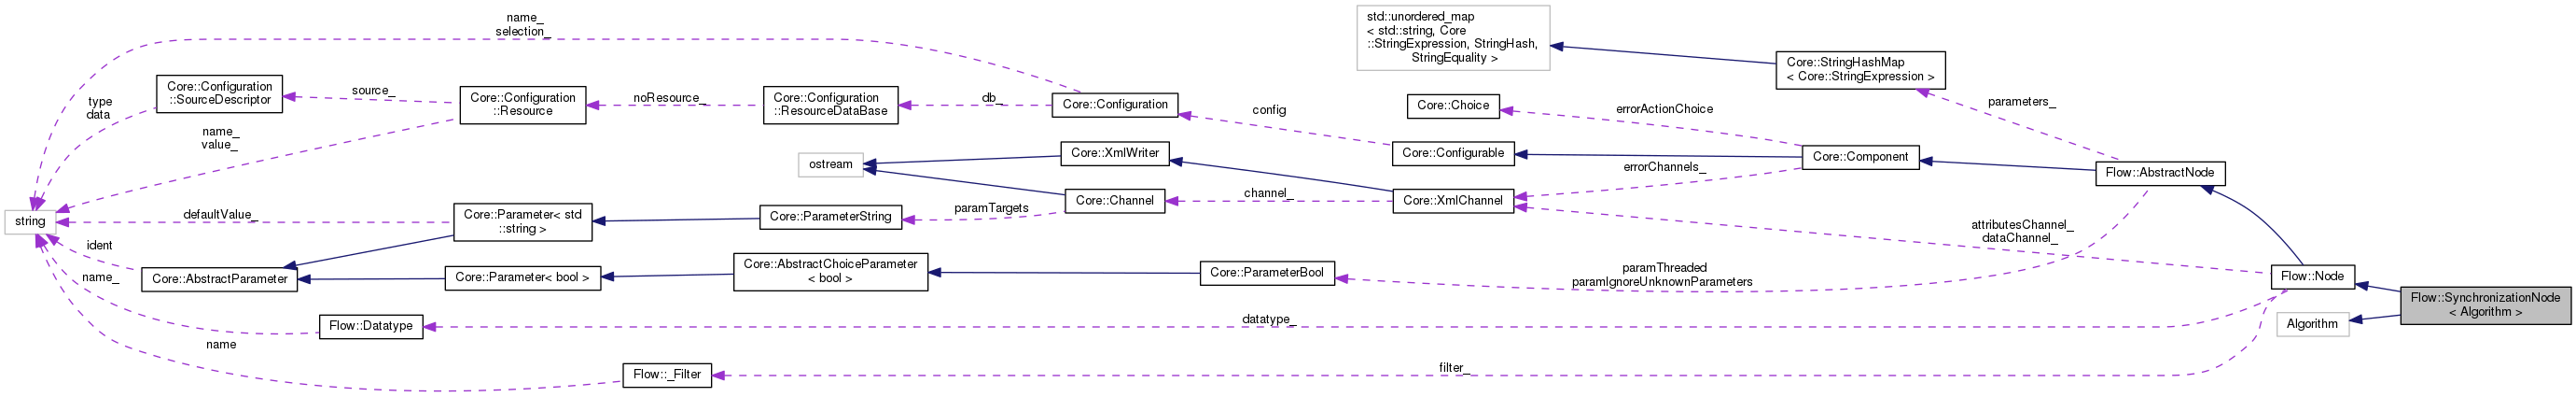 name_
selection_
std::unordered_map
< std::string, Core
::StringExpression, StringHash,
StringEquality >
Core::StringHashMap
< Core::StringExpression >
Core::Configuration
::SourceDescriptor
source_
Core::Configuration
::Resource
noResource_
Core::Configuration
::ResourceDataBase
db_
Core::Configuration
config
Core::Choice
errorActionChoice
parameters_
type
data
name_
value_
ostream
Core::XmlWriter
Core::Configurable
Core::Component
errorChannels_
Flow::AbstractNode
string
defaultValue_
Core::Parameter< std
::string >
Core::ParameterString
paramTargets
Core::Channel
channel_
Core::XmlChannel
attributesChannel_
dataChannel_
ident
name_
Core::AbstractParameter
Core::Parameter< bool >
Core::AbstractChoiceParameter
< bool >
Core::ParameterBool
paramThreaded
paramIgnoreUnknownParameters
Flow::Node
Flow::SynchronizationNode
< Algorithm >
Flow::Datatype
datatype_
Algorithm
name
Flow::_Filter
filter_